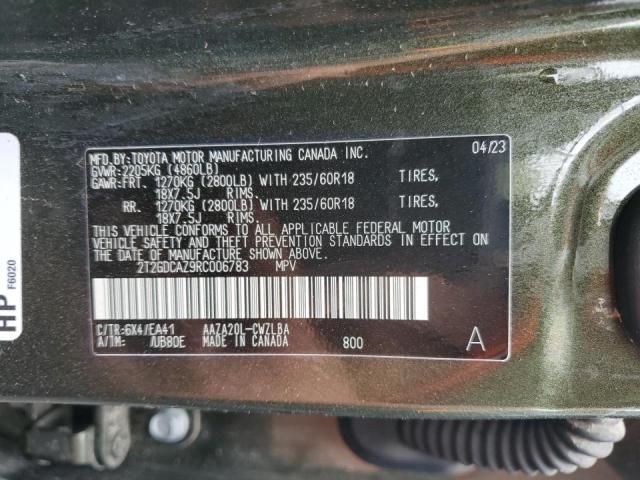 MFD.BY:TOYOTA MOTOR MANUFACTURING CANADA INC. 04/23
GVWR:2205KG (4860LB)
GAWR:FRT. 1270KG (2800LB) WITH 235/60R18 TIRES,
18X7.5J RIMS
RR. 1270KG (2800LB) WITH 235/60R18 TIRES,
18X7.5J RIMS
THIS VEHICLE CONFORMS TO ALL APPLICABLE FEDERAL MOTOR
VEHICLE SAFETY AND THEFT PREVENTION STANDARDS IN EFFECT
ON THE DATE OF MANUFACTURE SHOWN ABOVE.
2T2GDCAZ9RC006783 MPV
C/TR:6X4/EA41 AAZA20L-CWZLBA
A/TM: /UB80E MADE IN CANADA 800 A
HP F6020